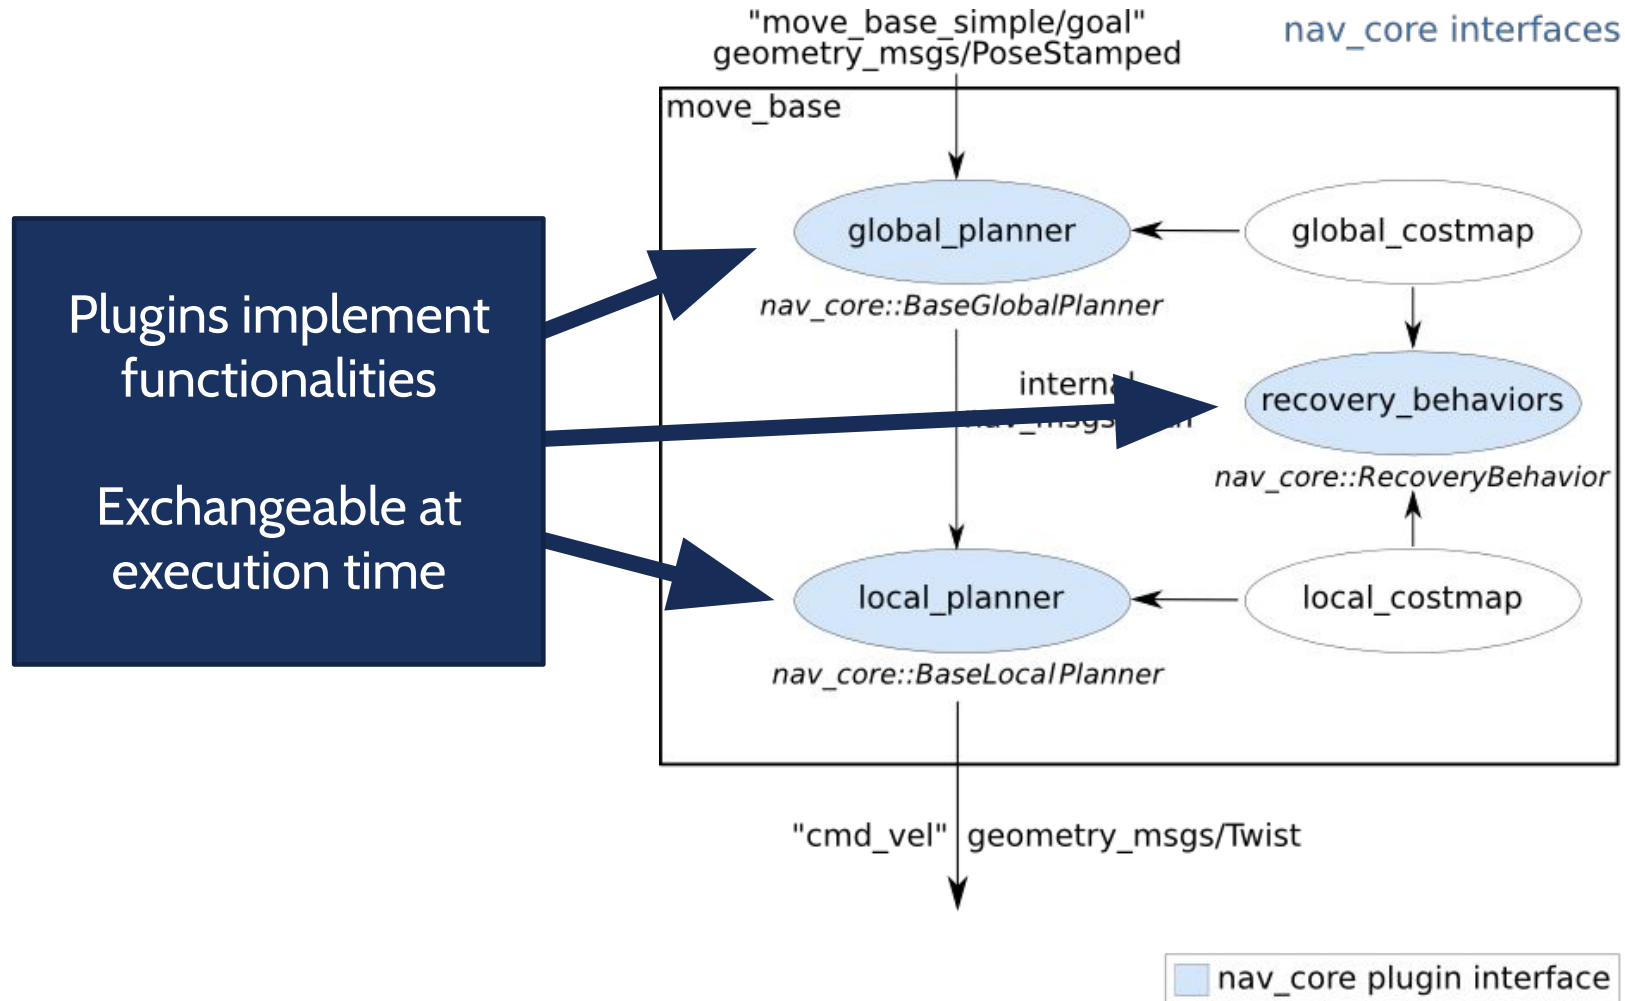 "move_base_simple/goal"
geometry_msgs/PoseStamped
nav_core interfaces
move_base
Plugins implement
functionalities
Exchangeable at
execution time
global_planner
global_costmap
nav_core::BaseGlobalPlanner
internal
recovery_behaviors
nav_core::RecoveryBehavior
local_planner
local_costmap
nav_core::BaseLocalPlanner
"cmd_vel" geometry_msgs/Twist
nav_core plugin interface